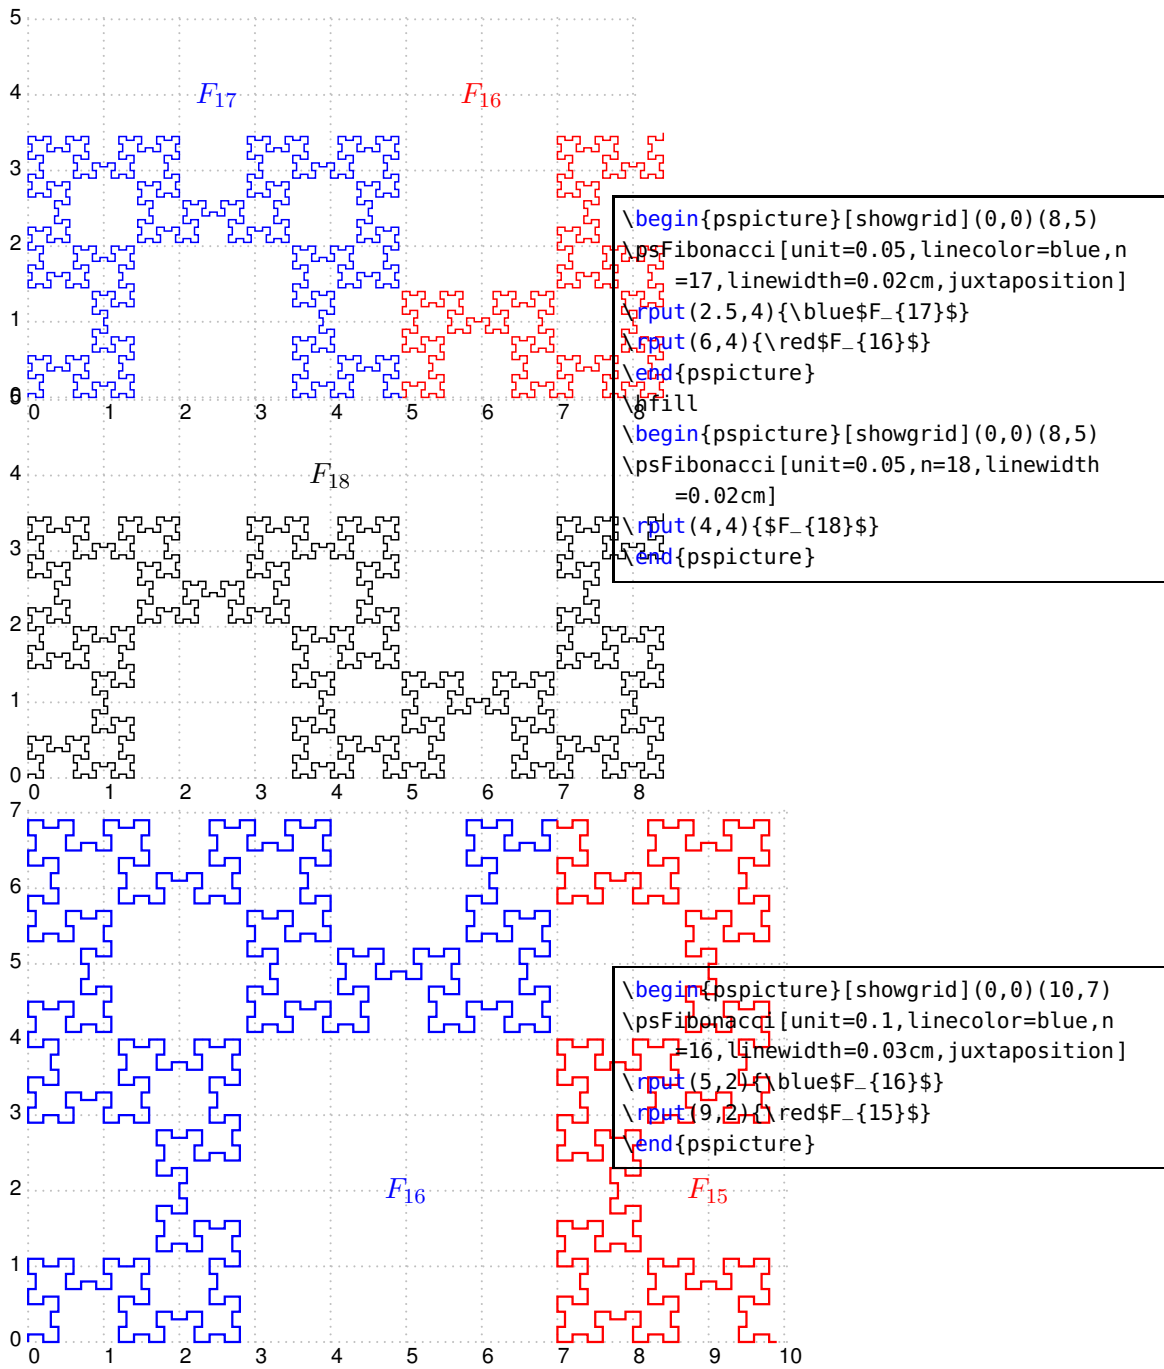 5
4
F17 F16
3
2
1
0
5
0 1 2 3 4 5 6 7 8
\begin{pspicture}[showgrid](0,0)(8,5)
\psFibonacci[unit=0.05,linecolor=blue,n
=17,linewidth=0.02cm,juxtaposition]
\rput(2.5,4){\blue$F_{17}$}
\rput(6,4){\red$F_{16}$}
\end{pspicture}
\hfill
\begin{pspicture}[showgrid](0,0)(8,5)
\psFibonacci[unit=0.05,n=18,linewidth
=0.02cm]
\rput(4,4){$F_{18}$}
\end{pspicture}
4
F18
3
2
1
0
0 1 2 3 4 5 6 7 8
7
6
5
4
3
2
1
0
F16 F15
0 1 2 3 4 5 6 7 8 9 10
\begin{pspicture}[showgrid](0,0)(10,7)
\psFibonacci[unit=0.1,linecolor=blue,n
=16,linewidth=0.03cm,juxtaposition]
\rput(5,2){\blue$F_{16}$}
\rput(9,2){\red$F_{15}$}
\end{pspicture}